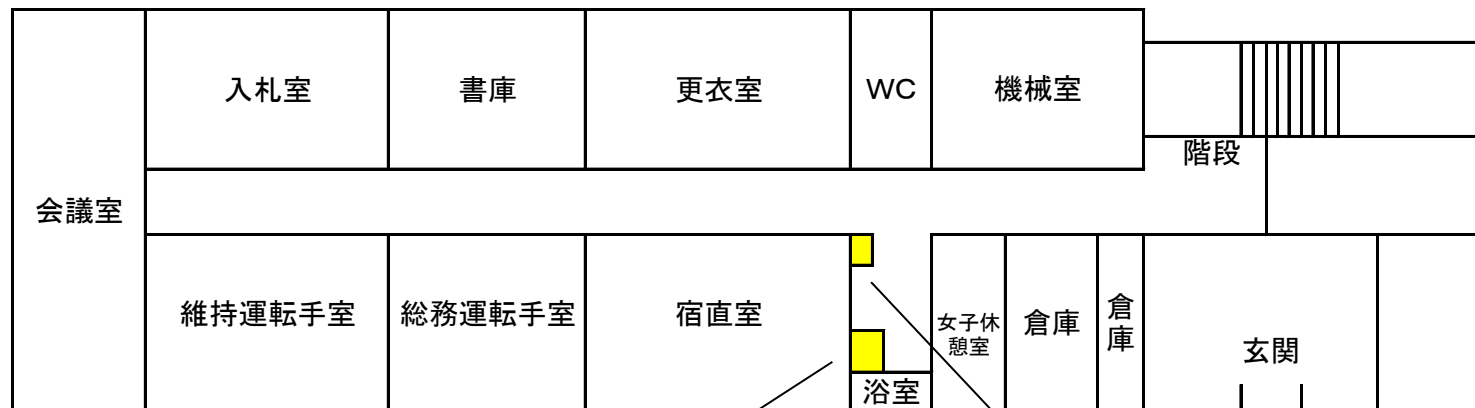 入札室
書庫
更衣室
WC
機械室
階段
会議室
維持運転手室
総務運転手室
宿直室
女子休
憩室
倉庫
倉
庫
玄関
浴室